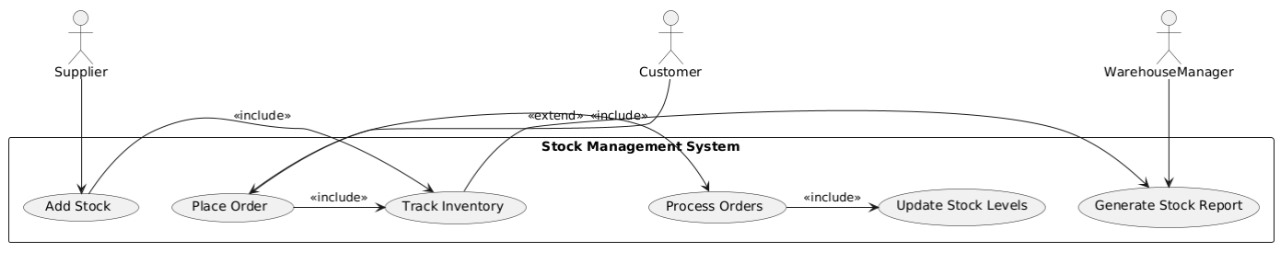 Supplier
Customer
WarehouseManager
«include»
«extend»
«include»
Stock Management System
Add Stock
Place Order
«include»
Track Inventory
Process Orders
«include»
Update Stock Levels
Generate Stock Report